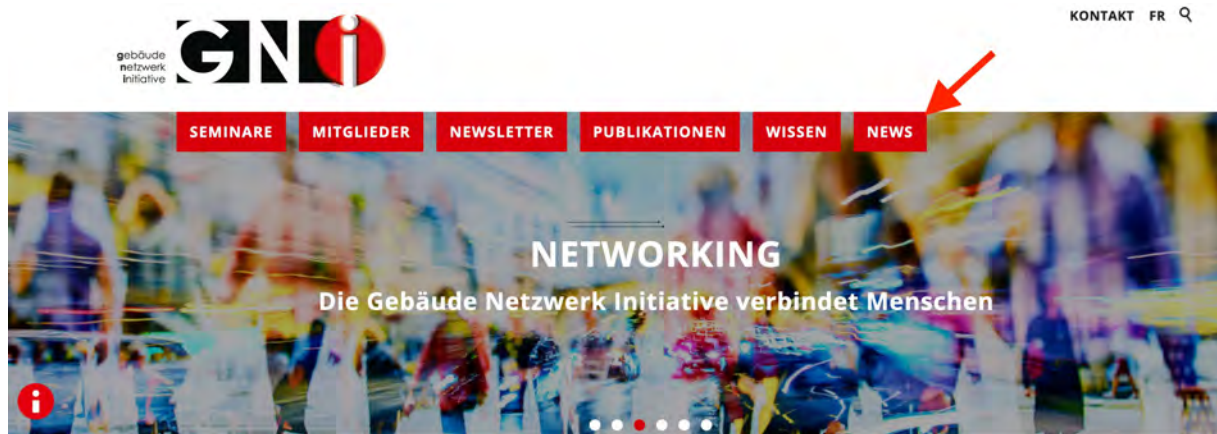 KONTAKT FR
gebäude
netzwerk
initiative
GNi
SEMINARE MITGLIEDER NEWSLETTER PUBLIKATIONEN WISSEN NEWS
NETWORKING
Die Gebäude Netzwerk Initiative verbindet Menschen
i